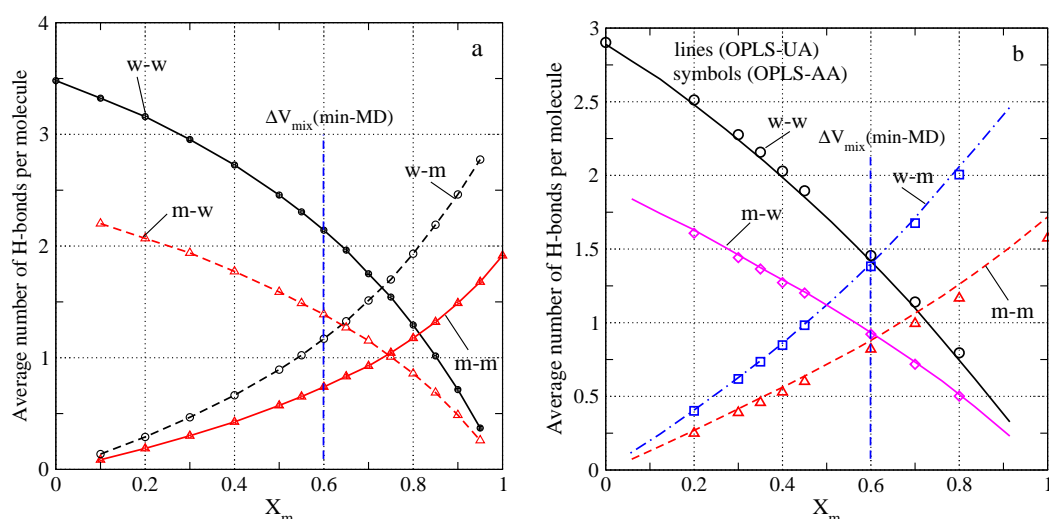 4
3
2
1
0
Average number of H-bonds per molecule
a
w-w
ΔV_mix(min-MD)
w-m
m-w
m-m
0
0.2
0.4
0.6
0.8
1
X_m
3
2.5
2
1.5
1
0.5
0
Average number of H-bonds per molecule
b
lines (OPLS-UA)
symbols (OPLS-AA)
w-w
ΔV_mix(min-MD)
w-m
m-w
m-m
0
0.2
0.4
0.6
0.8
1
X_m